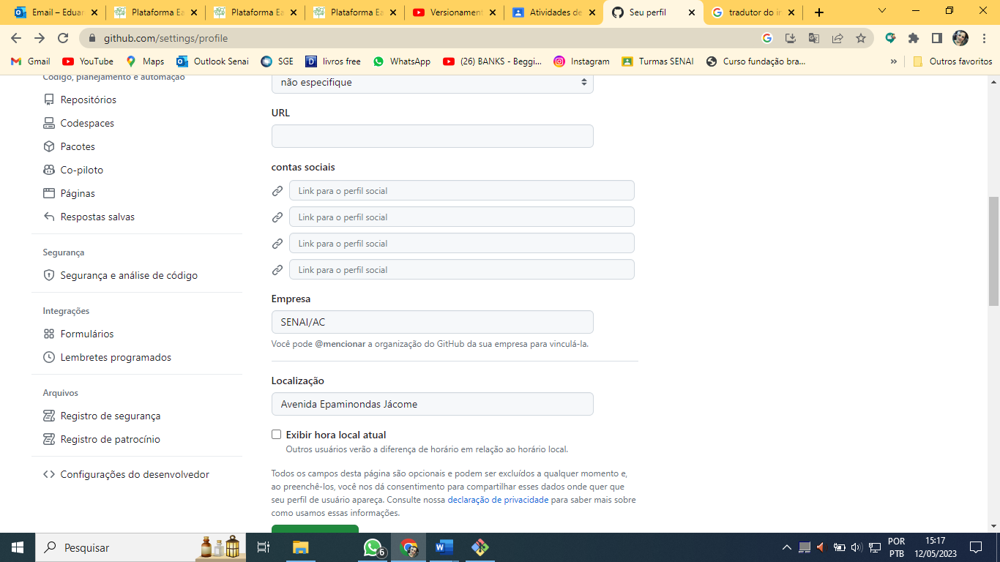 Email – Eduar
Plataforma Ea
Plataforma Ea
Plataforma Ea
Versionament
Atividades de
Seu perfil
tradutor do in
github.com/settings/profile
Gmail
YouTube
Maps
Outlook Senai
SGE
livros free
WhatsApp
(26) BANKS - Beggi...
Instagram
Turmas SENAI
Curso fundação bra...
»
Outros favoritos
Código, planejamento e automação
Repositórios
Codespaces
Pacotes
Co-piloto
Páginas
Respostas salvas
Segurança
Segurança e análise de código
Integrações
Formulários
Lembretes programados
Arquivos
Registro de segurança
Registro de patrocínio
Configurações do desenvolvedor
não especifique
URL
contas sociais
Link para o perfil social
Link para o perfil social
Link para o perfil social
Link para o perfil social
Empresa
SENAI/AC
Você pode @mencionar a organização do GitHub da sua empresa para vinculá-la.
Localização
Avenida Epaminondas Jácome
Exibir hora local atual
Outros usuários verão a diferença de horário em relação ao horário local.
Todos os campos desta página são opcionais e podem ser excluídos a qualquer momento e,
ao preenchê-los, você nos dá consentimento para compartilhar esses dados onde quer que
seu perfil de usuário apareça. Consulte nossa declaração de privacidade para saber mais sobre
como usamos essas informações.
Pesquisar
6
POR
PTB
15:17
12/05/2023